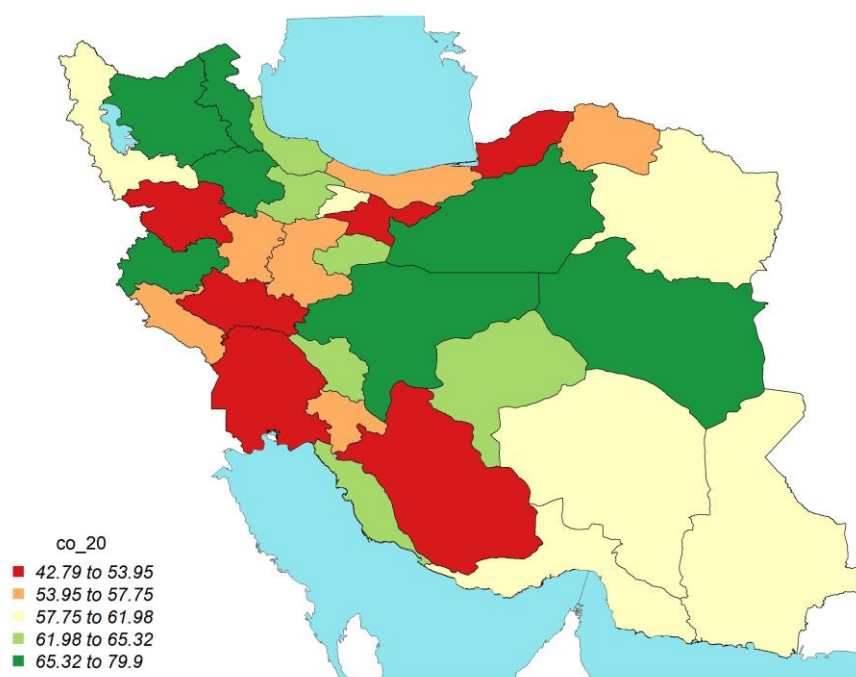 co_20
42.79 to 53.95
53.95 to 57.75
57.75 to 61.98
61.98 to 65.32
65.32 to 79.9